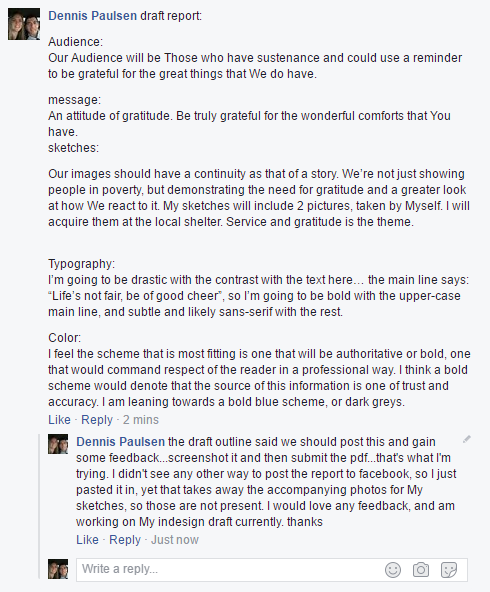 Dennis Paulsen draft report:
Audience:
Our Audience will be Those who have sustenance and could use a reminder
to be grateful for the great things that We do have.
message:
An attitude of gratitude. Be truly grateful for the wonderful comforts that You
have.
sketches:
Our images should have a continuity as that of a story. We're not just showing
people in poverty, but demonstrating the need for gratitude and a greater look
at how We react to it. My sketches will include 2 pictures, taken by Myself. I will
acquire them at the local shelter. Service and gratitude is the theme.
Typography:
I'm going to be drastic with the contrast with the text here… the main line says:
“Life's not fair, be of good cheer”, so I'm going to be bold with the upper-case
main line, and subtle and likely sans-serif with the rest.
Color:
I feel the scheme that is most fitting is one that will be authoritative or bold, one
that would command respect of the reader in a professional way. I think a bold
scheme would denote that the source of this information is one of trust and
accuracy. I am leaning towards a bold blue scheme, or dark greys.
Like · Reply · 2 mins
Dennis Paulsen the draft outline said we should post this and gain
some feedback...screenshot it and then submit the pdf...that's what I'm
trying. I didn't see any other way to post the report to facebook, so I just
pasted it in, yet that takes away the accompanying photos for My
sketches, so those are not present. I would love any feedback, and am
working on My indesign draft currently. thanks
Like · Reply · Just now
Write a reply...